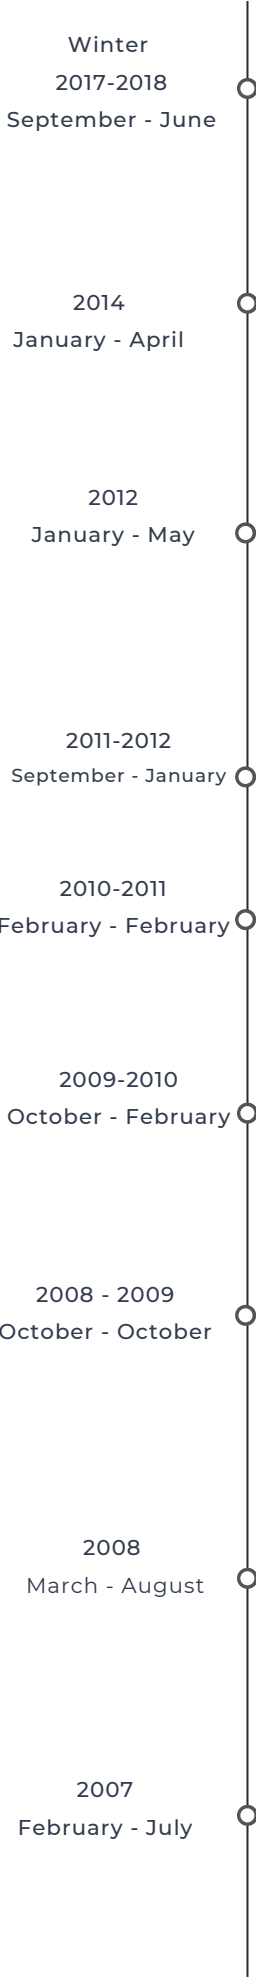 Winter
2017-2018
September - June
2014
January - April
2012
January - May
2011-2012
September - January
2010-2011
February - February
2009-2010
October - February
2008 - 2009
October - October
2008
March - August
2007
February - July